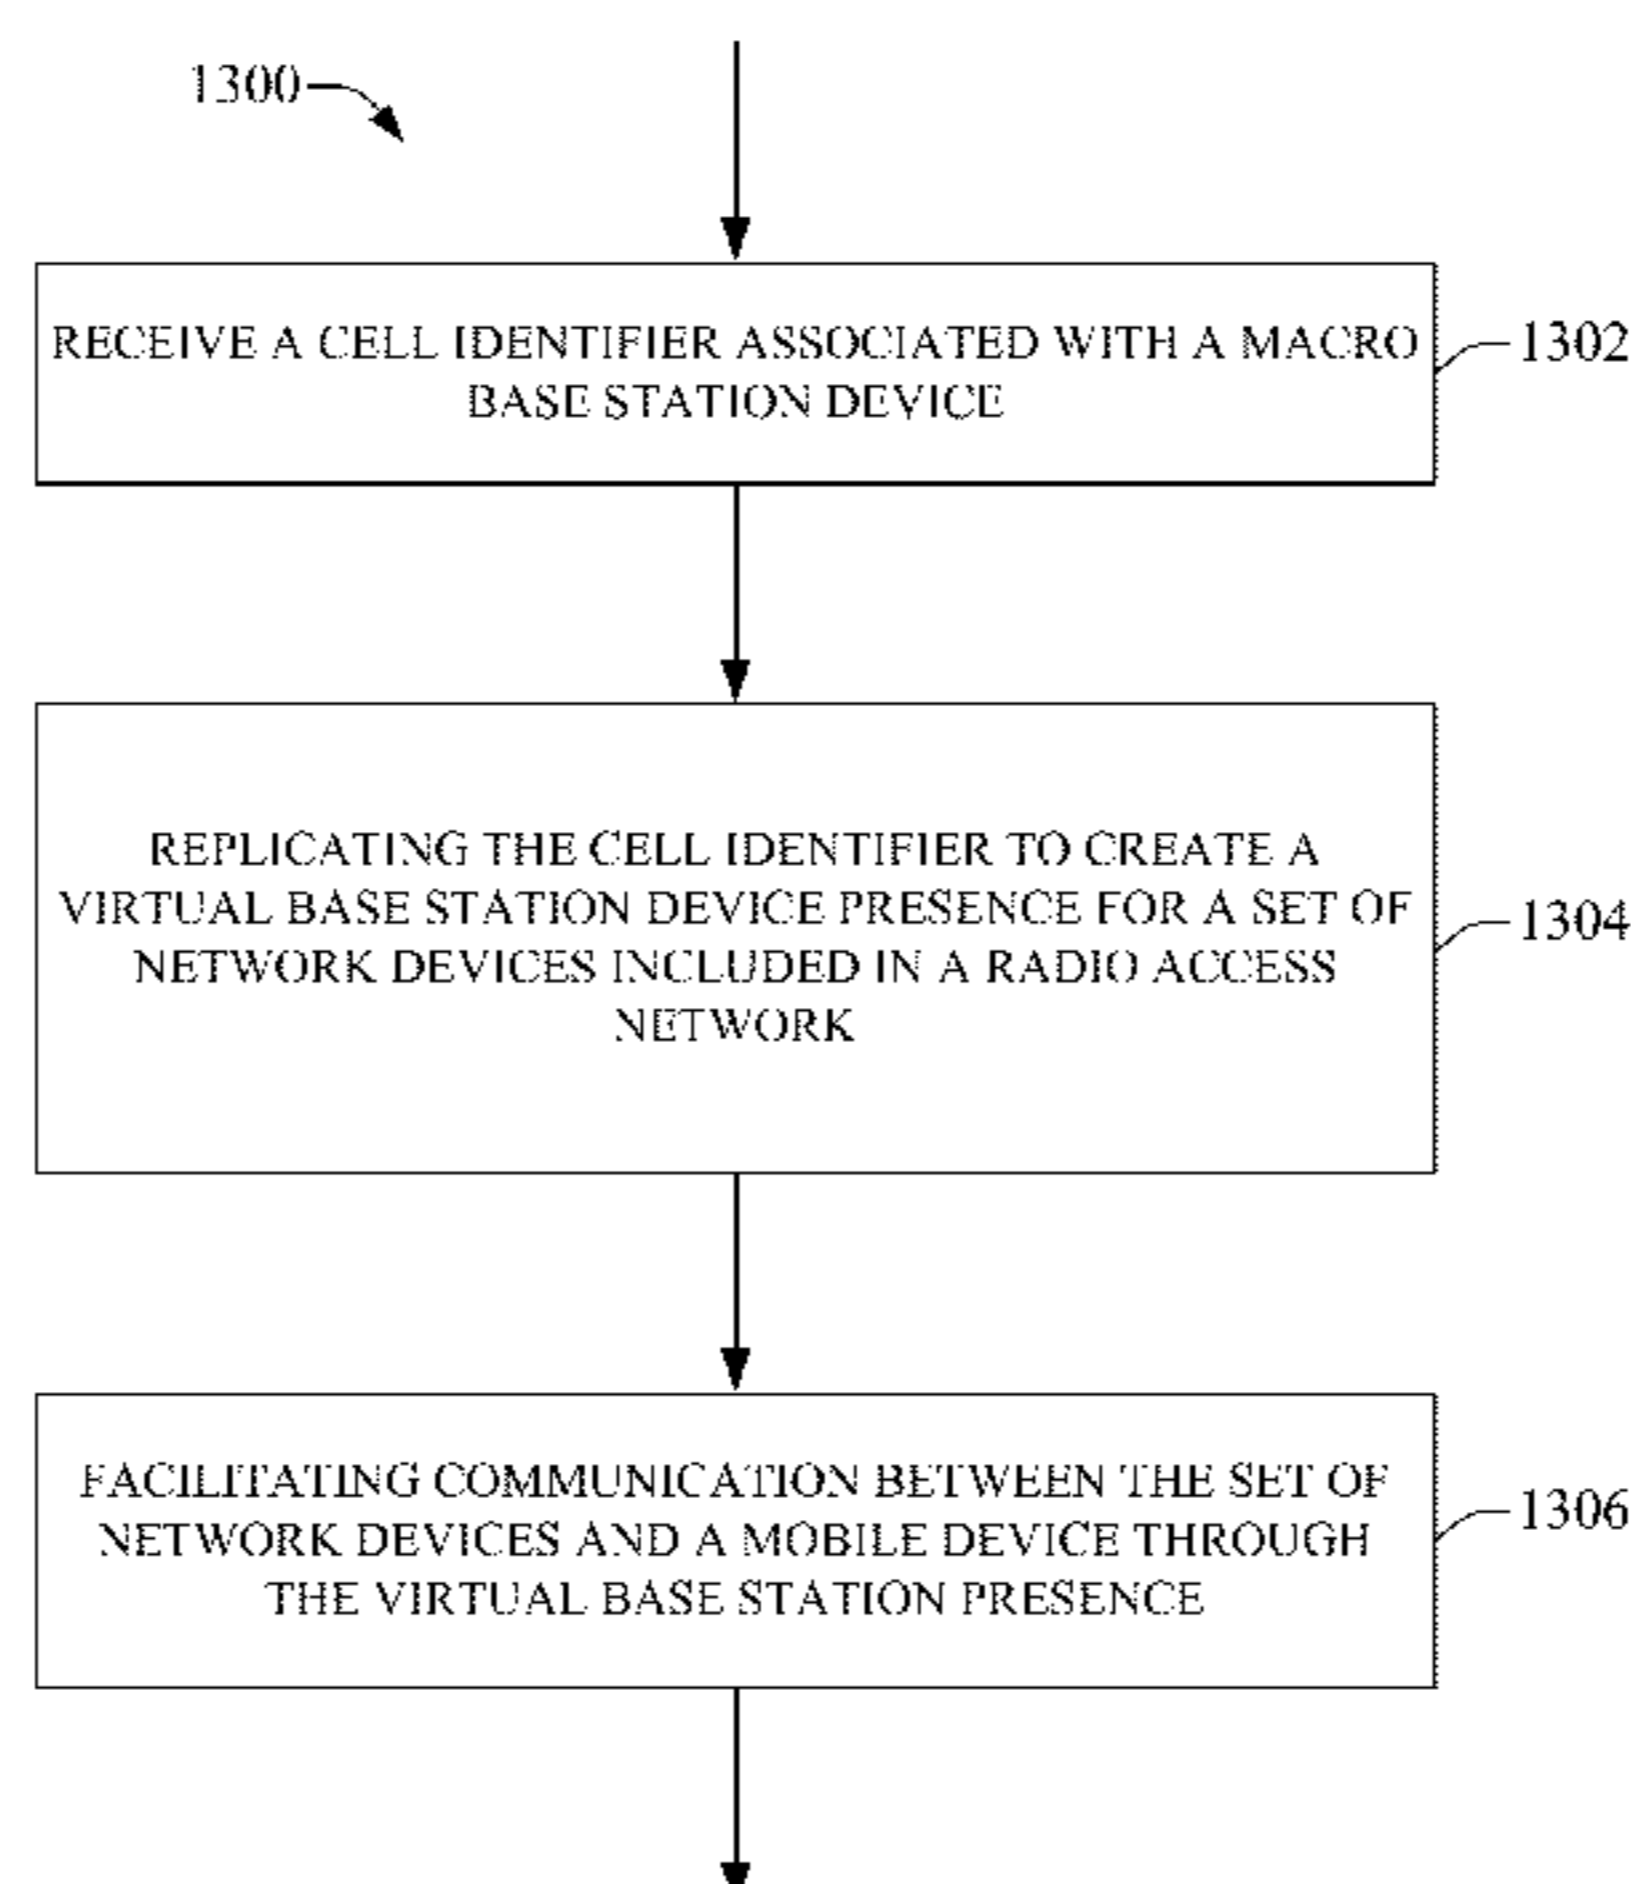 1300
RECEIVE A CELL IDENTIFIER ASSOCIATED WITH A MACRO
BASE STATION DEVICE
1302
REPLICATING THE CELL IDENTIFIER TO CREATE A
VIRTUAL BASE STATION DEVICE PRESENCE FOR A SET OF
NETWORK DEVICES INCLUDED IN A RADIO ACCESS
NETWORK
1304
FACILITATING COMMUNICATION BETWEEN THE SET OF
NETWORK DEVICES AND A MOBILE DEVICE THROUGH
THE VIRTUAL BASE STATION PRESENCE
1306